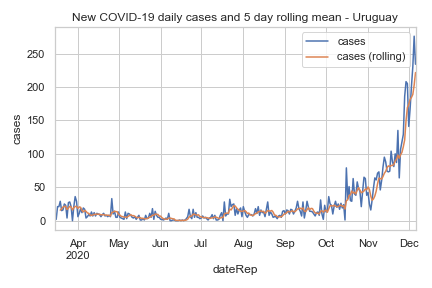 New COVID-19 daily cases and 5 day rolling mean - Uruguay
cases
cases (rolling)
250
200
150
100
50
0
cases
Apr May Jun Jul Aug Sep Oct Nov Dec
2020
dateRep